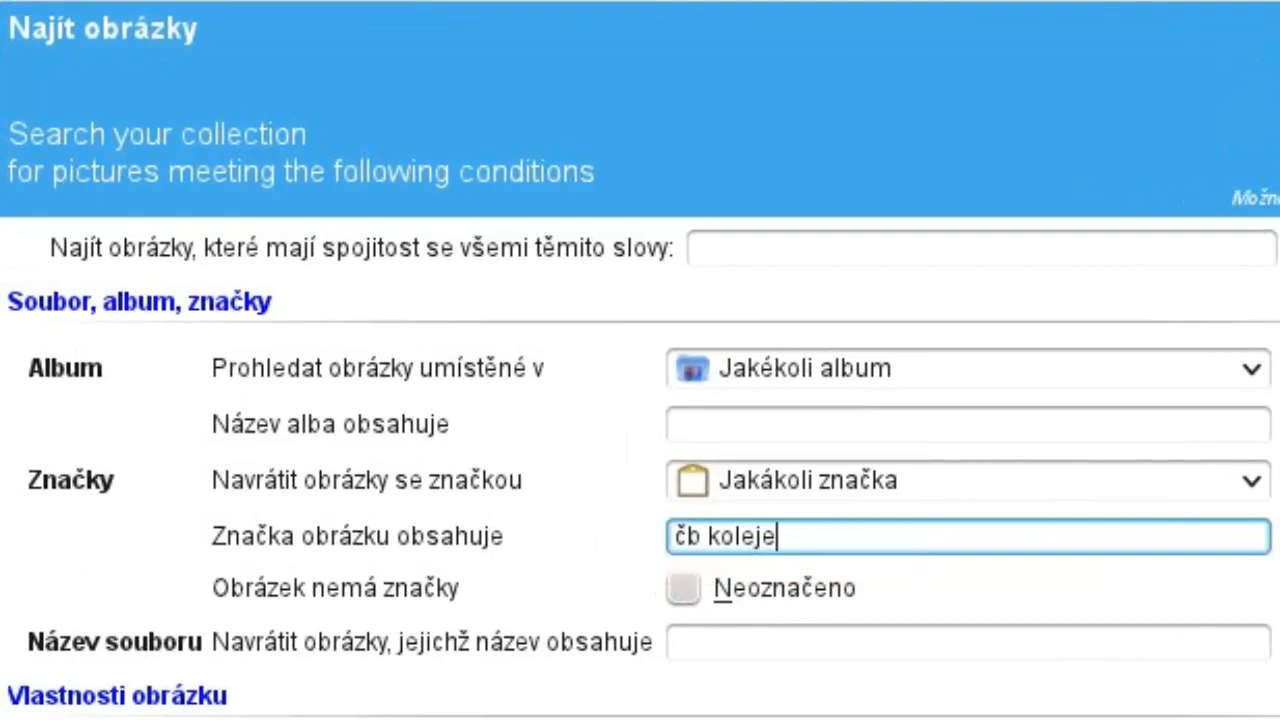 Najít obrázky
Search your collection
for pictures meeting the following conditions
Najít obrázky, které mají spojitost se všemi těmito slovy:
Soubor, album, značky
Album Prohledat obrázky umístěné v Jakékoli album
Název alba obsahuje
Značky Navrátit obrázky se značkou Jakákoli značka
Značka obrázku obsahuje čb koleje
Obrázek nemá značky Neoznačeno
Název souboru Navrátit obrázky, jejichž název obsahuje
Vlastnosti obrázku